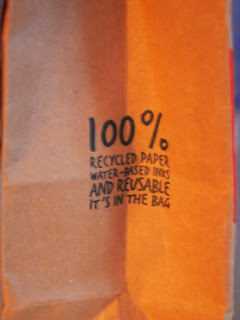 100%
RECYCLED PAPER
WATER-BASED INKS
AND REUSABLE
IT'S IN THE BAG